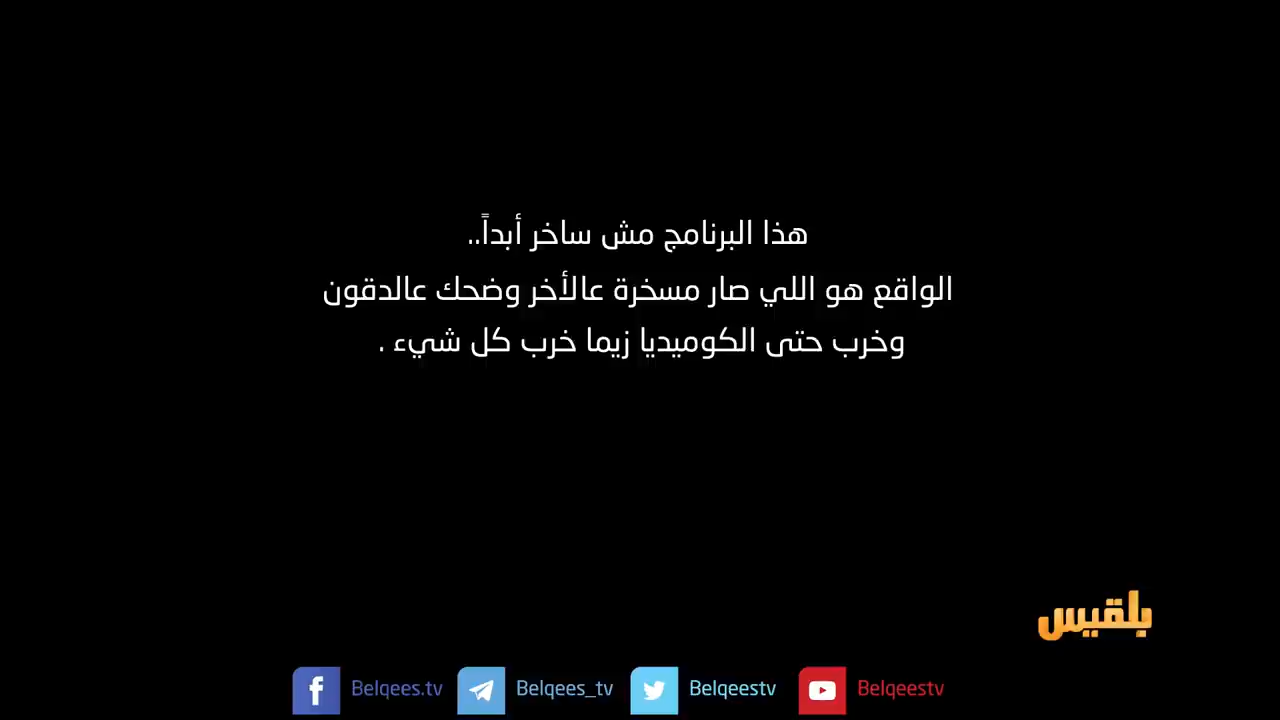 هذا البرنامج مش ساخر أبداً..
الواقع هو اللي صار مسخرة عالأخر وضحك عالدقون
وخرب حتى الكوميديا زيما خرب كل شيء .
بلقيس
Belqees.tv Belqees_tv Belqeestv Belqeestv